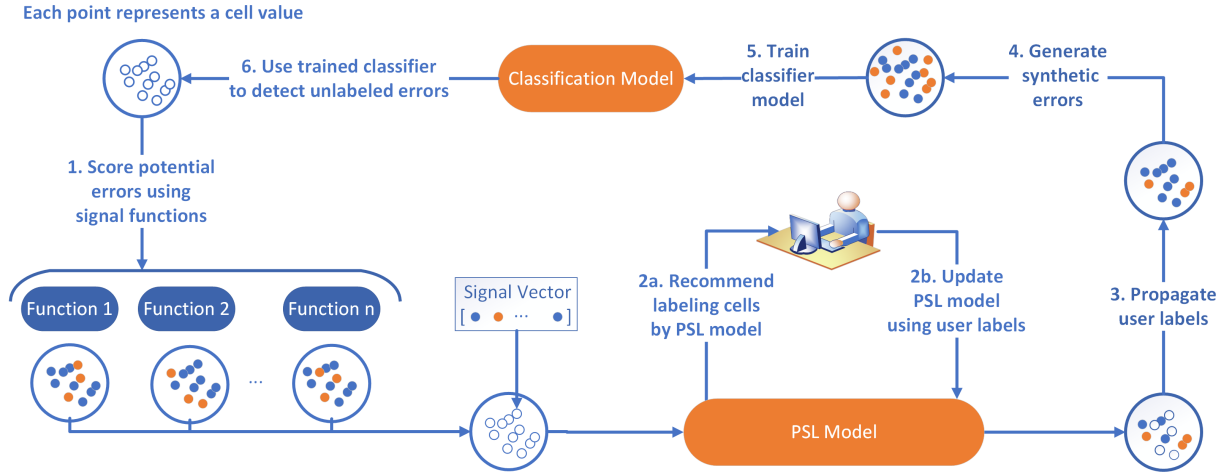 Each point represents a cell value
6. Use trained classifier
to detect unlabeled errors
Classification Model
5. Train
classifier
model
4. Generate
synthetic
errors
1. Score potential
errors using
signal functions
Function 1
Function 2
Function n
...
Signal Vector
[ ... ]
2a. Recommend
labeling cells
by PSL model
2b. Update
PSL model
using user labels
3. Propagate
user labels
PSL Model